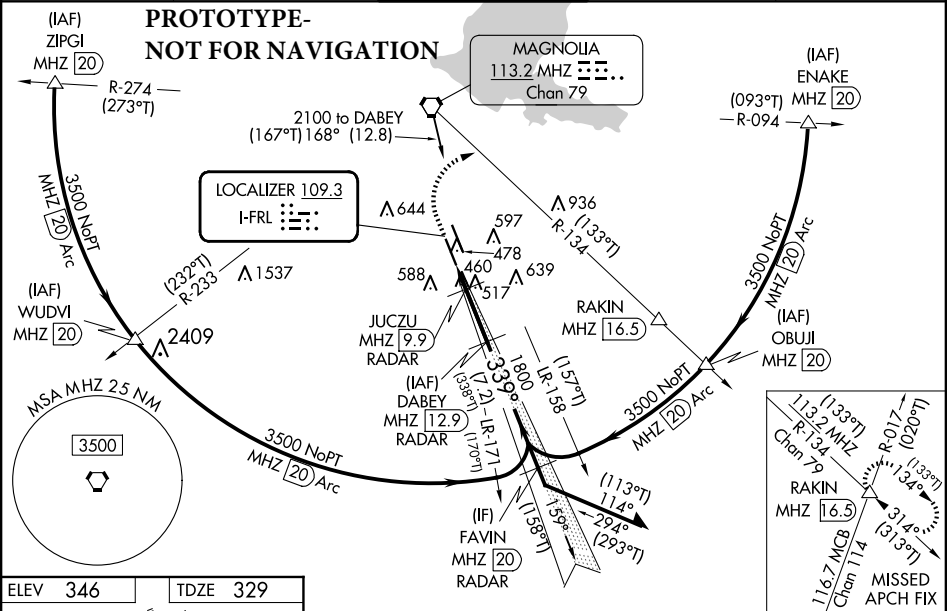 PROTOTYPE-
NOT FOR NAVIGATION
(IAF)
ZIPGI
MHZ 20
R-274
(273°T)
MAGNOLIA
113.2 MHZ
Chan 79
(IAF)
ENAKE
MHZ 20
(093°T)
R-094
2100 to DABEY
(167°T) 168° (12.8)
LOCALIZER 109.3
I-FRL
644
936
597
478
460
588
639
517
1537
2409
R-134
(133°T)
3500 NoPT
MHZ 20 Arc
3500 NoPT
MHZ 20 Arc
(232°T)
R-233
(IAF)
WUDVI
MHZ 20
JUCZU
MHZ 9.9
RADAR
RAKIN
MHZ 16.5
(IAF)
OBUJI
MHZ 20
(IAF)
DABEY
MHZ 12.9
RADAR
339°
1800
(7.2)
(338°T)
LR-158
(157°T)
LR-171
(170°T)
3500 NoPT
MHZ 20 Arc
3500 NoPT
MHZ 20 Arc
MSA MHZ 25 NM
3500
(IF)
FAVIN
MHZ 20
RADAR
(158°T)
159°
(113°T)
114°
294°
(293°T)
113.2 MHZ
Chan 79
(133°T)
R-134
R-017
(020°T)
RAKIN
MHZ 16.5
(133°T)
134°
314°
(313°T)
116.7 MCB
Chan 114
MISSED
APCH FIX
ELEV 346
TDZE 329